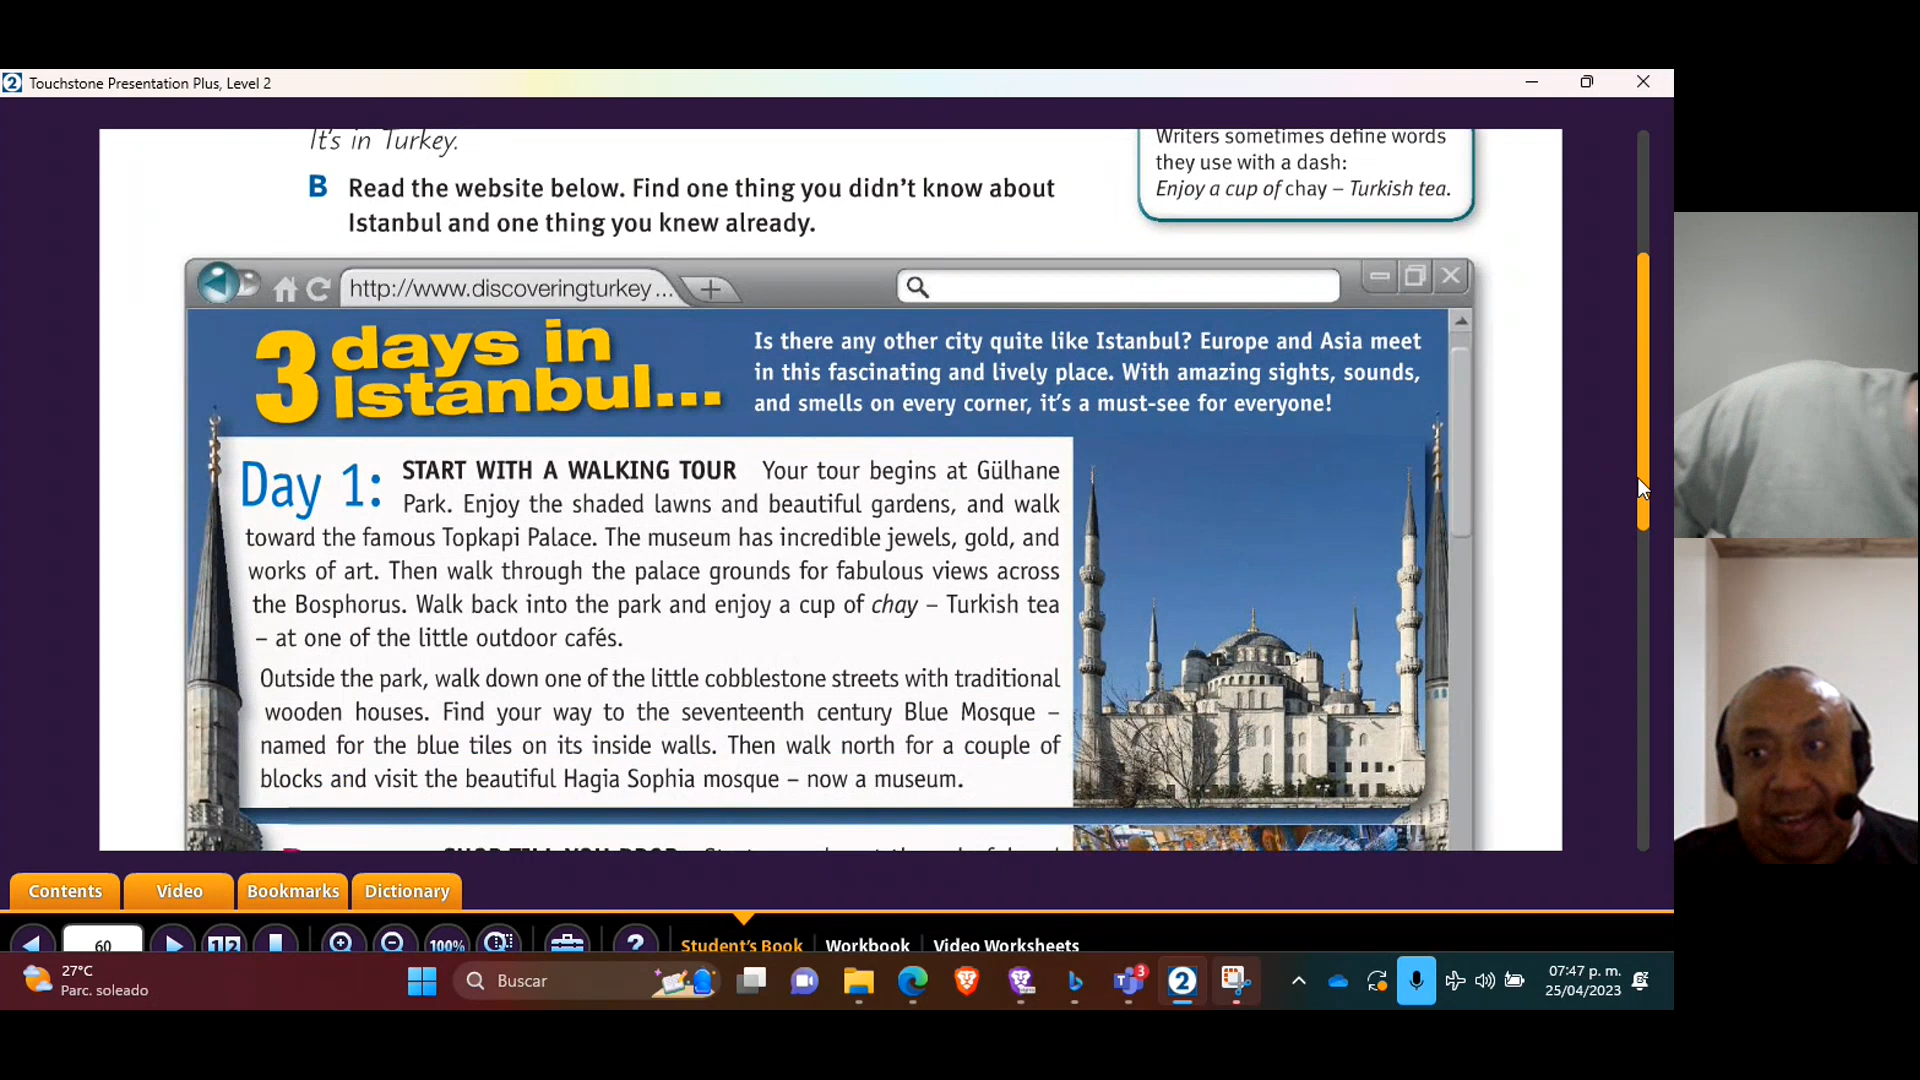 Touchstone Presentation Plus, Level 2
It's in Turkey.
Writers sometimes define words
they use with a dash:
Enjoy a cup of chay – Turkish tea.
B Read the website below. Find one thing you didn't know about
Istanbul and one thing you knew already.
http://www.discoveringturkey ...
3 days in
Istanbul...
Is there any other city quite like Istanbul? Europe and Asia meet
in this fascinating and lively place. With amazing sights, sounds,
and smells on every corner, it's a must-see for everyone!
Day 1: START WITH A WALKING TOUR Your tour begins at Gülhane
Park. Enjoy the shaded lawns and beautiful gardens, and walk
toward the famous Topkapi Palace. The museum has incredible jewels, gold, and
works of art. Then walk through the palace grounds for fabulous views across
the Bosphorus. Walk back into the park and enjoy a cup of chay – Turkish tea
– at one of the little outdoor cafés.
Outside the park, walk down one of the little cobblestone streets with traditional
wooden houses. Find your way to the seventeenth century Blue Mosque –
named for the blue tiles on its inside walls. Then walk north for a couple of
blocks and visit the beautiful Hagia Sophia mosque – now a museum.
Contents Video Bookmarks Dictionary
60 1 2 100% ? Student's Book Workbook Video Worksheets
27°C
Parc. soleado
Buscar
3
2
07:47 p. m.
25/04/2023